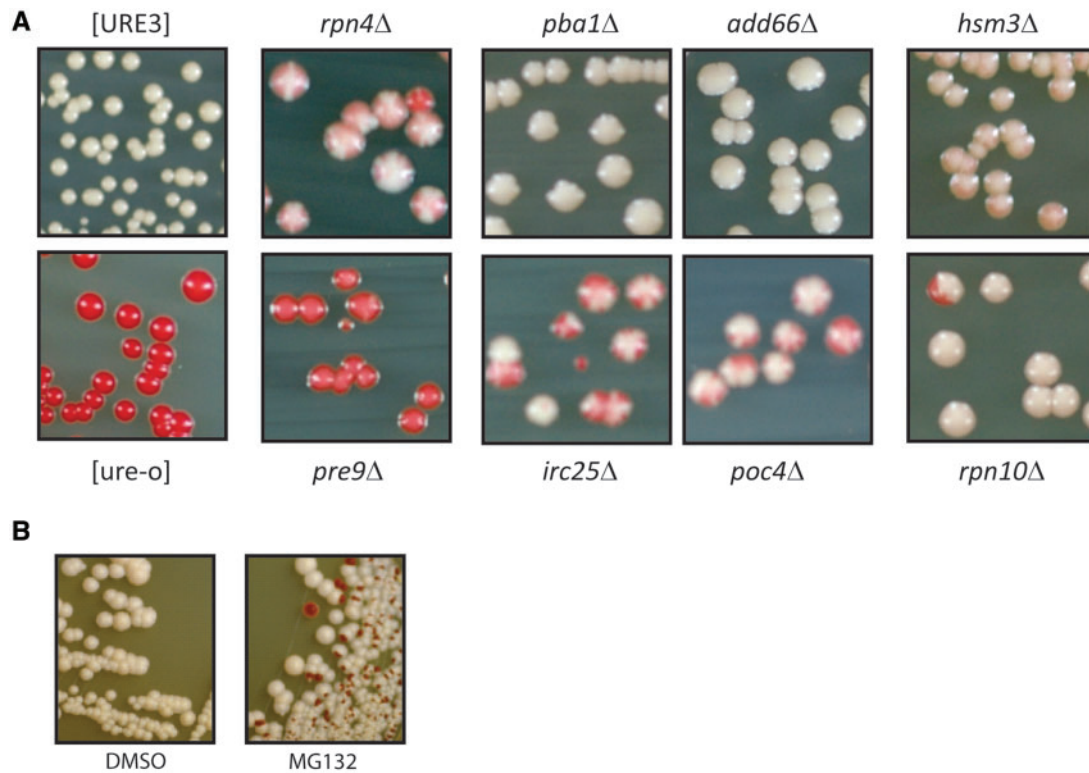 A
[URE3] rpn4Δ pba1Δ add66Δ hsm3Δ
[ure-o] pre9Δ irc25Δ poc4Δ rpn10Δ
B
DMSO MG132